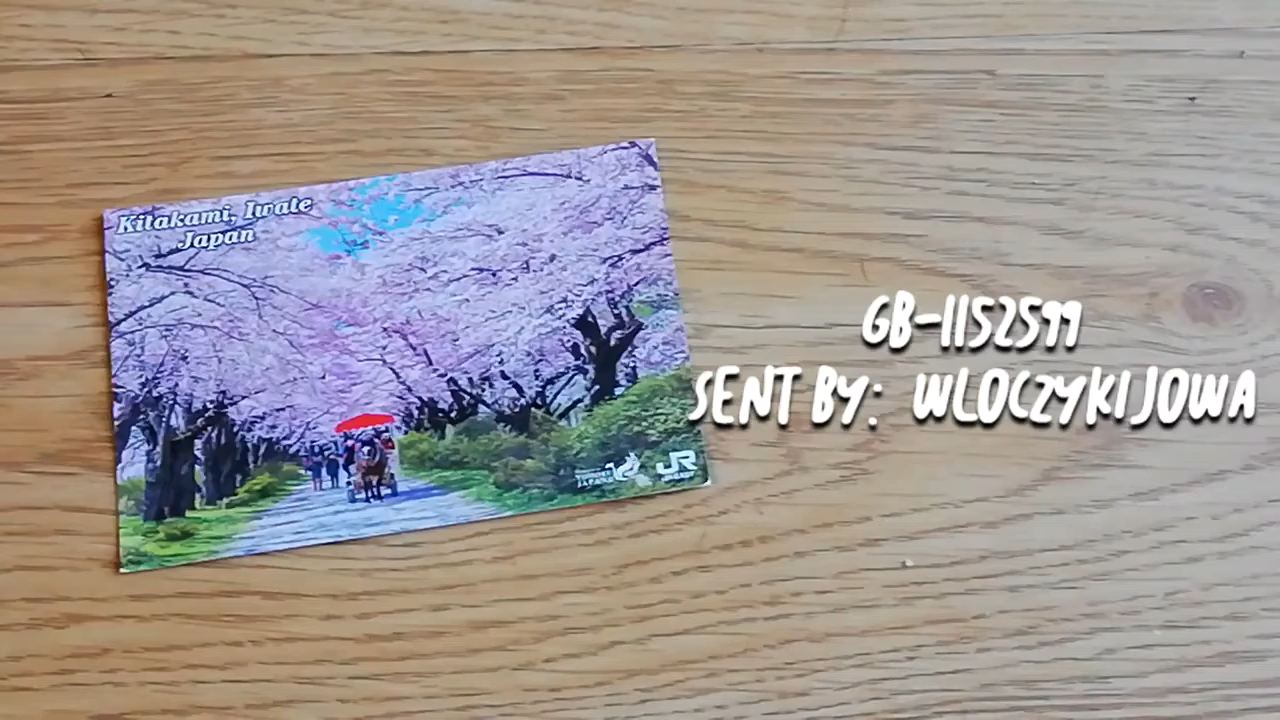 Kitakami, Iwate
Japan
JR
GB-1152599
SENT BY: WLOCZYKIJOWA